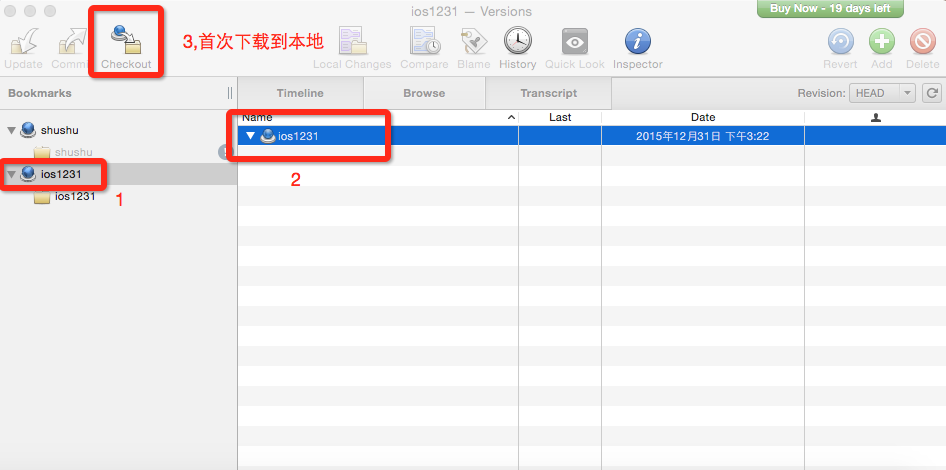 ios1231 — Versions
Buy Now - 19 days left
3,首次下载到本地
Update
Commit
Checkout
Local Changes
Compare
Blame
History
Quick Look
Inspector
Revert
Add
Delete
Bookmarks
Timeline
Browse
Transcript
Revision:
HEAD
Name
Last
Date
shushu
shushu
ios1231
ios1231
1
ios1231
2015年12月31日 下午3:22
2